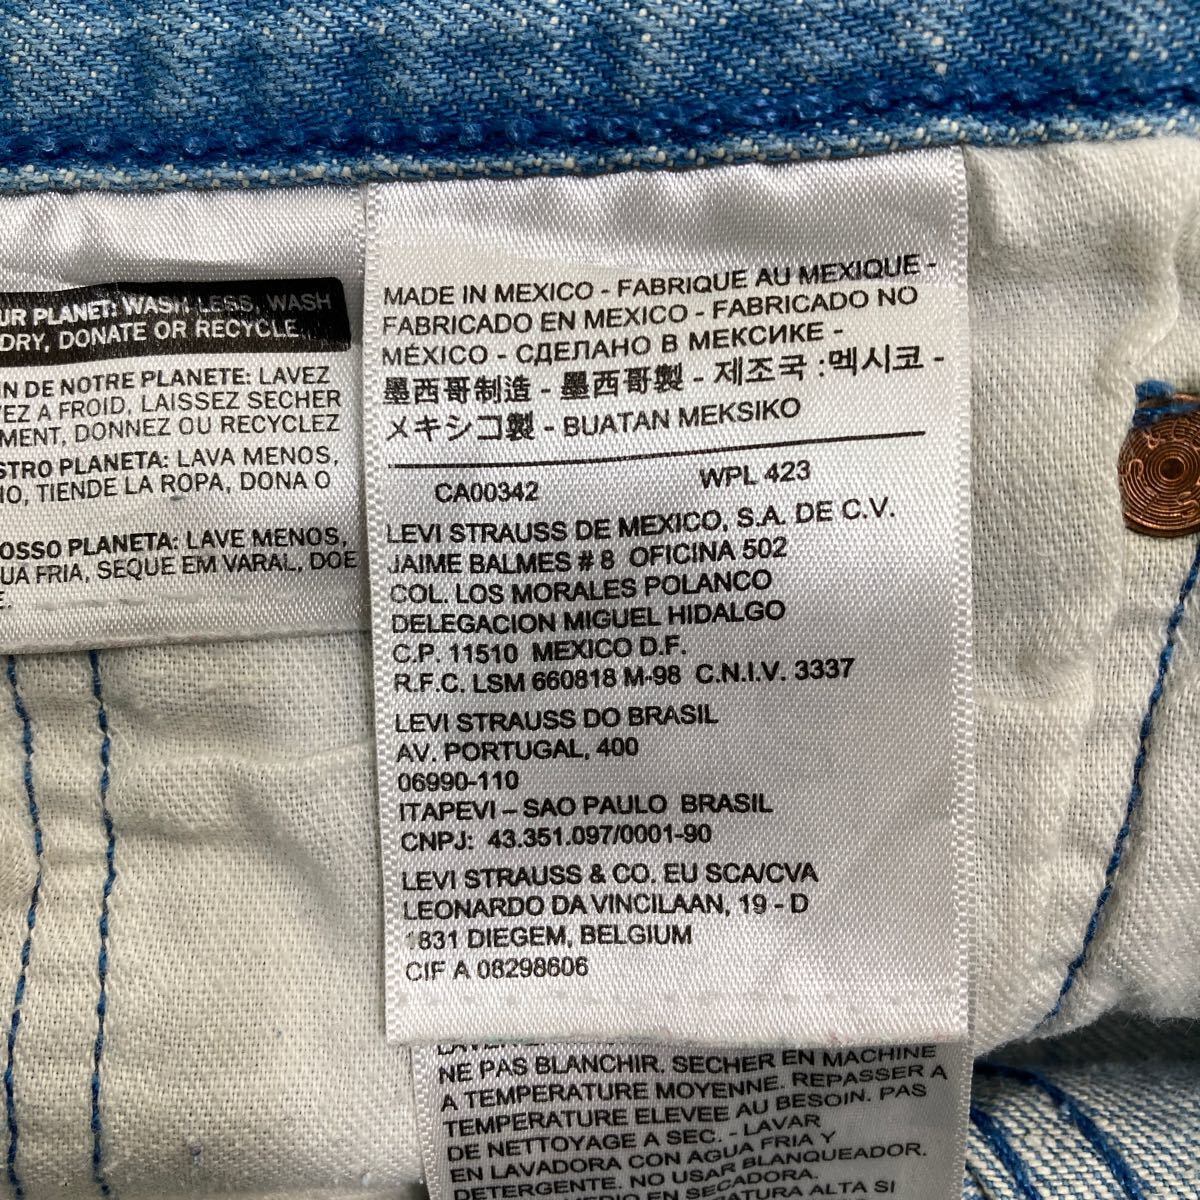 UR PLANET: WASH LESS, WASH
DRY, DONATE OR RECYCLE.
IN DE NOTRE PLANETE: LAVEZ
VEZ A FROID, LAISSEZ SECHER
MENT, DONNEZ OU RECYCLEZ
STRO PLANETA: LAVA MENOS,
IO, TIENDE LA ROPA, DONA O
OSSO PLANETA: LAVE MENOS,
UA FRIA, SEQUE EM VARAL, DOE
E.
MADE IN MEXICO - FABRIQUE AU MEXIQUE -
FABRICADO EN MEXICO - FABRICADO NO
MÉXICO - СДЕЛАНО В МЕКСИКЕ -
墨西哥制造 - 墨西哥製 - 제조국 :멕시코 -
メキシコ製 - BUATAN MEKSIKO
CA00342 WPL 423
LEVI STRAUSS DE MEXICO, S.A. DE C.V.
JAIME BALMES # 8 OFICINA 502
COL. LOS MORALES POLANCO
DELEGACION MIGUEL HIDALGO
C.P. 11510 MEXICO D.F.
R.F.C. LSM 660818 M-98 C.N.I.V. 3337
LEVI STRAUSS DO BRASIL
AV. PORTUGAL, 400
06990-110
ITAPEVI – SAO PAULO BRASIL
CNPJ: 43.351.097/0001-90
LEVI STRAUSS & CO. EU SCA/CVA
LEONARDO DA VINCILAAN, 19 - D
1831 DIEGEM, BELGIUM
CIF A 08298606
NE PAS BLANCHIR. SECHER EN MACHINE
A TEMPERATURE MOYENNE. REPASSER A
TEMPERATURE ELEVEE AU BESOIN. PAS
DE NETTOYAGE A SEC. - LAVAR
EN LAVADORA CON AGUA FRIA Y
DETERGENTE. NO USAR BLANQUEADOR.
EN SECADORA.
TEMPERATURA ALTA SI